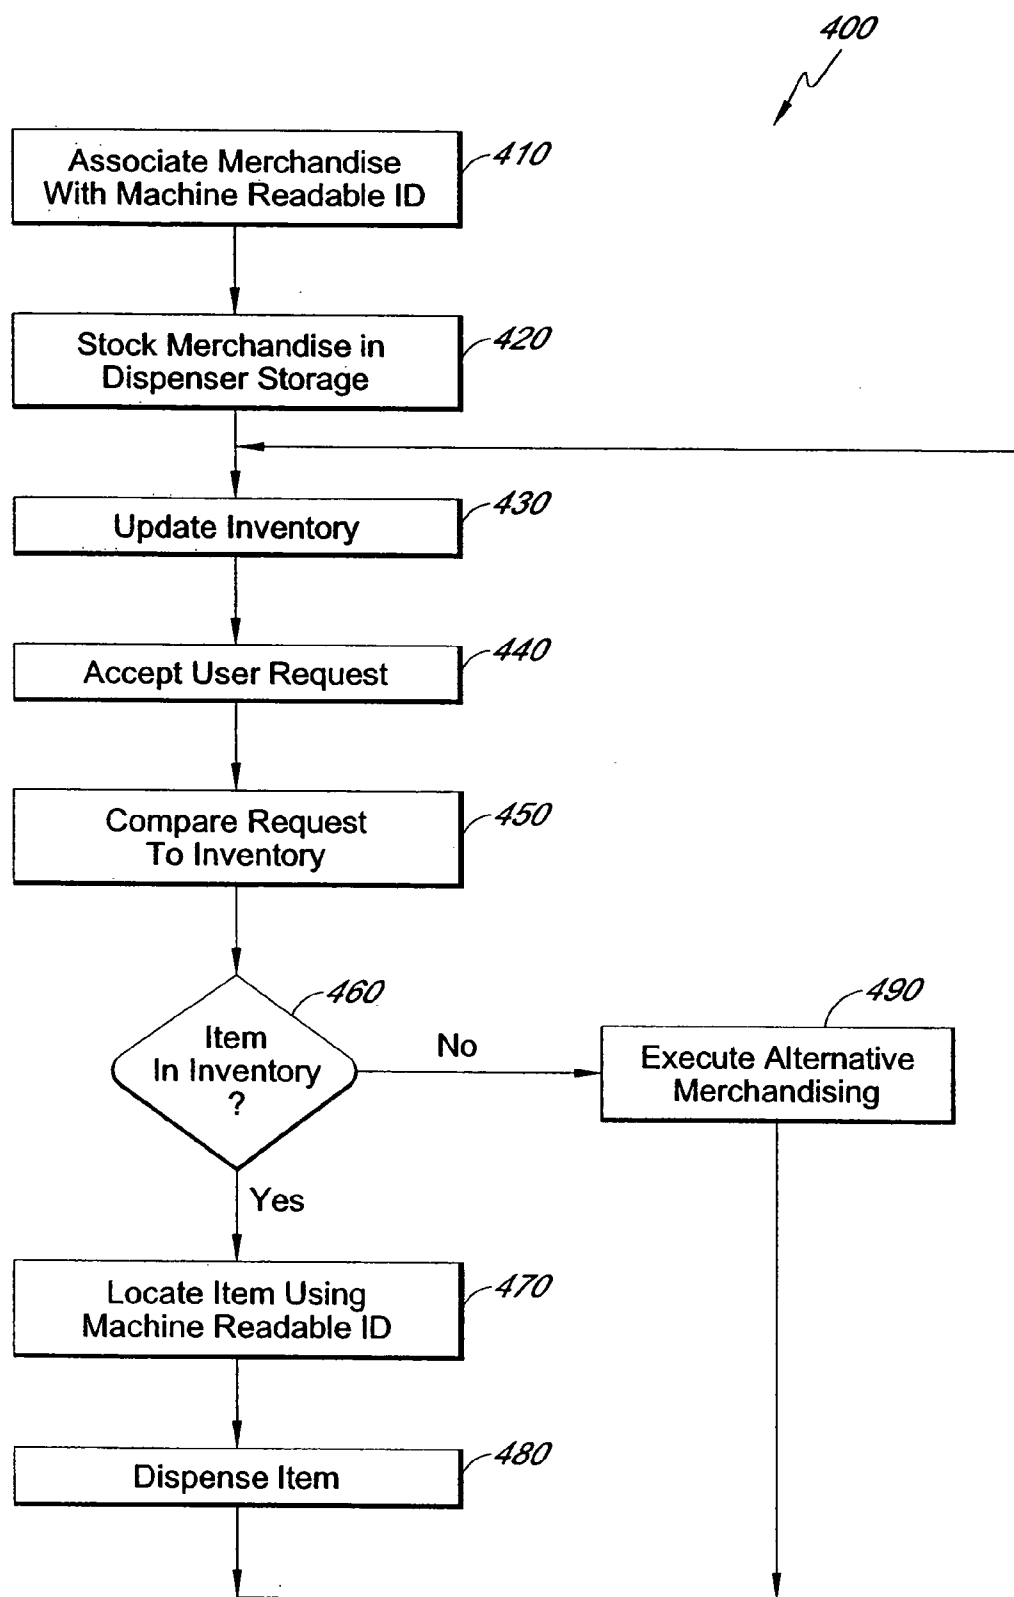 400
Associate Merchandise
With Machine Readable ID
410
Stock Merchandise in
Dispenser Storage
420
Update Inventory
430
Accept User Request
440
Compare Request
To Inventory
450
Item
In Inventory
?
460
No
Execute Alternative
Merchandising
490
Yes
Locate Item Using
Machine Readable ID
470
Dispense Item
480